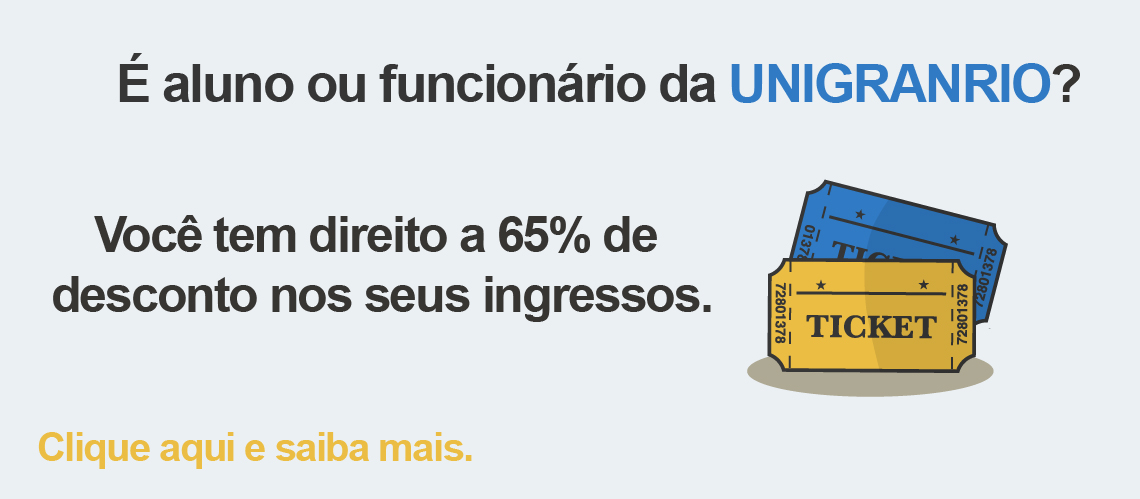 É aluno ou funcionário da UNIGRANRIO?
Você tem direito a 65% de
desconto nos seus ingressos.
72801378
TICKET
72801378
72801378
Clique aqui e saiba mais.